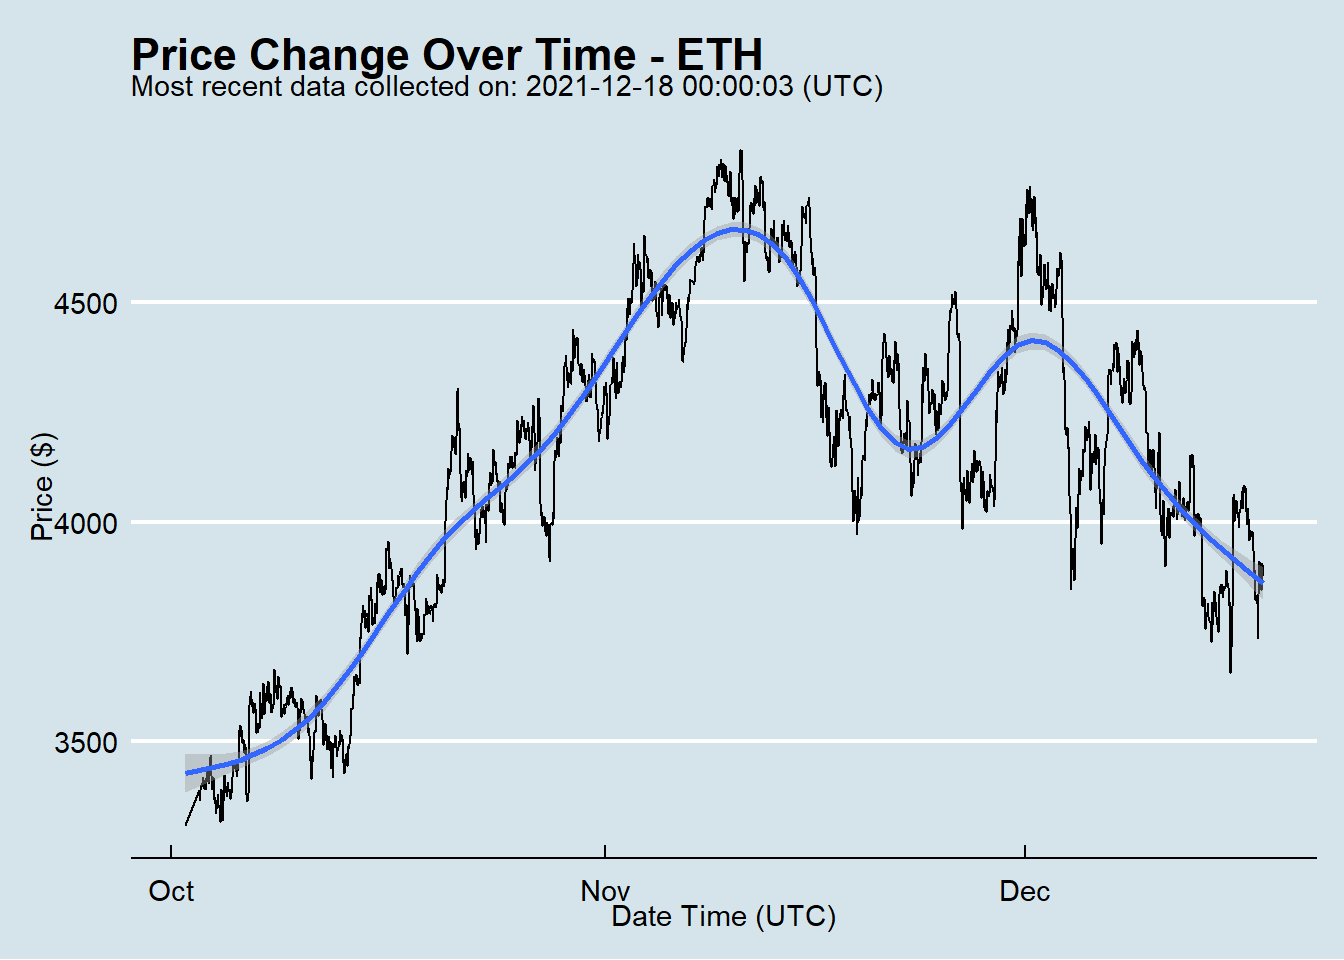 Price Change Over Time - ETH
Most recent data collected on: 2021-12-18 00:00:03 (UTC)
Price ($)
4500
4000
3500
Oct
Nov
Dec
Date Time (UTC)